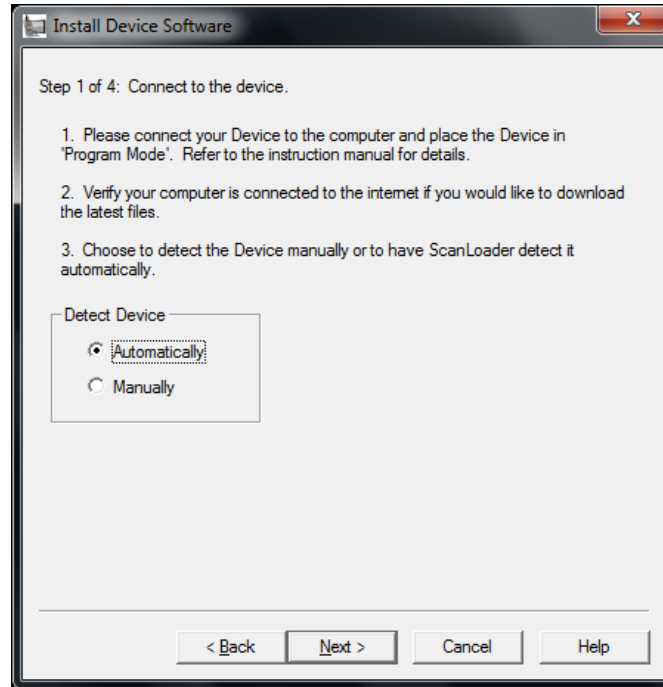 Install Device Software
Step 1 of 4:  Connect to the device.
1.  Please connect your Device to the computer and place the Device in
'Program Mode'.  Refer to the instruction manual for details.
2.  Verify your computer is connected to the internet if you would like to download
the latest files.
3.  Choose to detect the Device manually or to have ScanLoader detect it
automatically.
Detect Device
Automatically
Manually
< Back
Next >
Cancel
Help